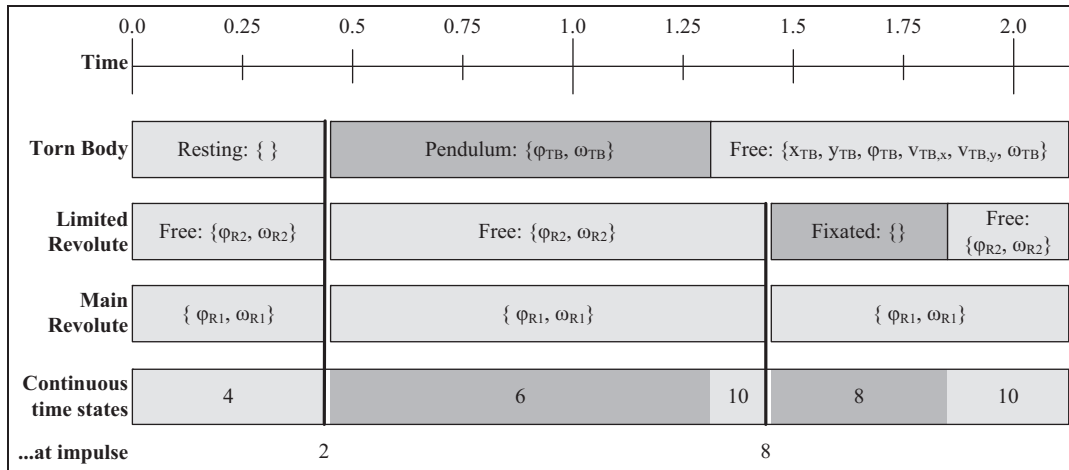 0.0 0.25 0.5 0.75 1.0 1.25 1.5 1.75 2.0
Time
Torn Body
Resting: { }
Pendulum: {φTB, ωTB}
Free: {xTB, yTB, φTB, vTB,x, vTB,y, ωTB}
Limited
Revolute
Free: {φR2, ωR2}
Free: {φR2, ωR2}
Fixated: {}
Free:
{φR2, ωR2}
Main
Revolute
{ φR1, ωR1}
{ φR1, ωR1}
{ φR1, ωR1}
Continuous
time states
4 6 10 8 10
...at impulse 2 8